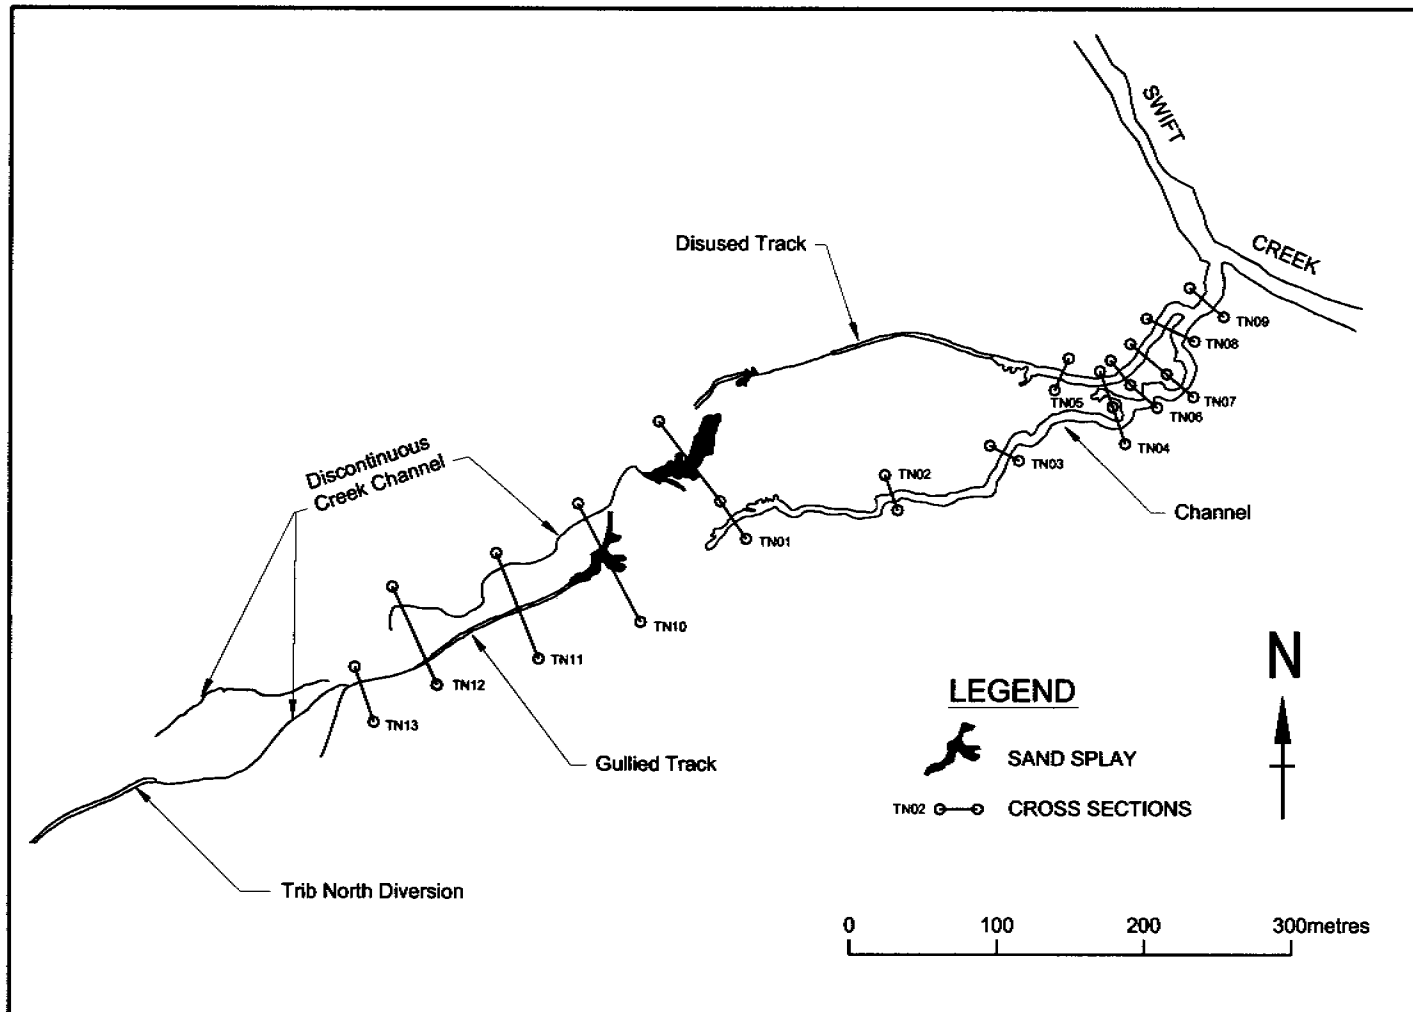 SWIFT
CREEK
Disused Track
TN09
TN08
TN07
TN06
TN05
TN04
TN03
TN02
TN01
Channel
Discontinuous
Creek Channel
TN10
TN11
TN12
TN13
Gullied Track
Trib North Diversion
N
LEGEND
SAND SPLAY
TN02 CROSS SECTIONS
0 100 200 300metres